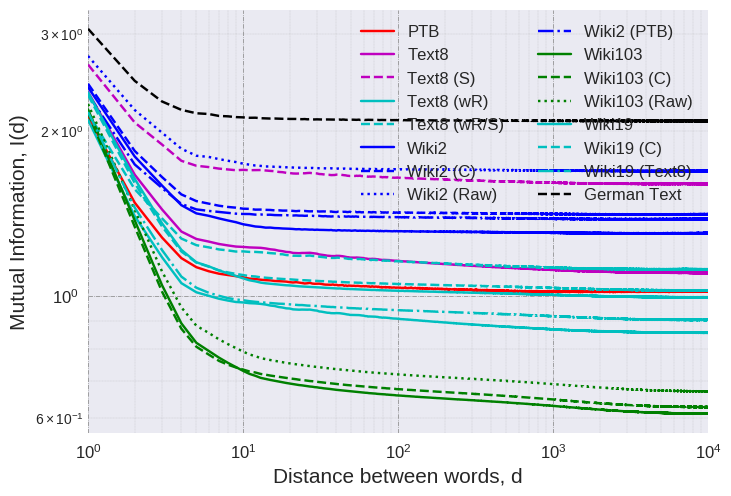 Mutual Information, I(d)
3 × 10⁰
2 × 10⁰
10⁰
6 × 10⁻¹
PTB
Text8
Text8 (S)
Text8 (wR)
Text8 (wR/S)
Wiki2
Wiki2 (C)
Wiki2 (Raw)
Wiki2 (PTB)
Wiki103
Wiki103 (C)
Wiki103 (Raw)
Wiki19
Wiki19 (C)
Wiki19 (Text8)
German Text
10⁰ 10¹ 10² 10³ 10⁴
Distance between words, d